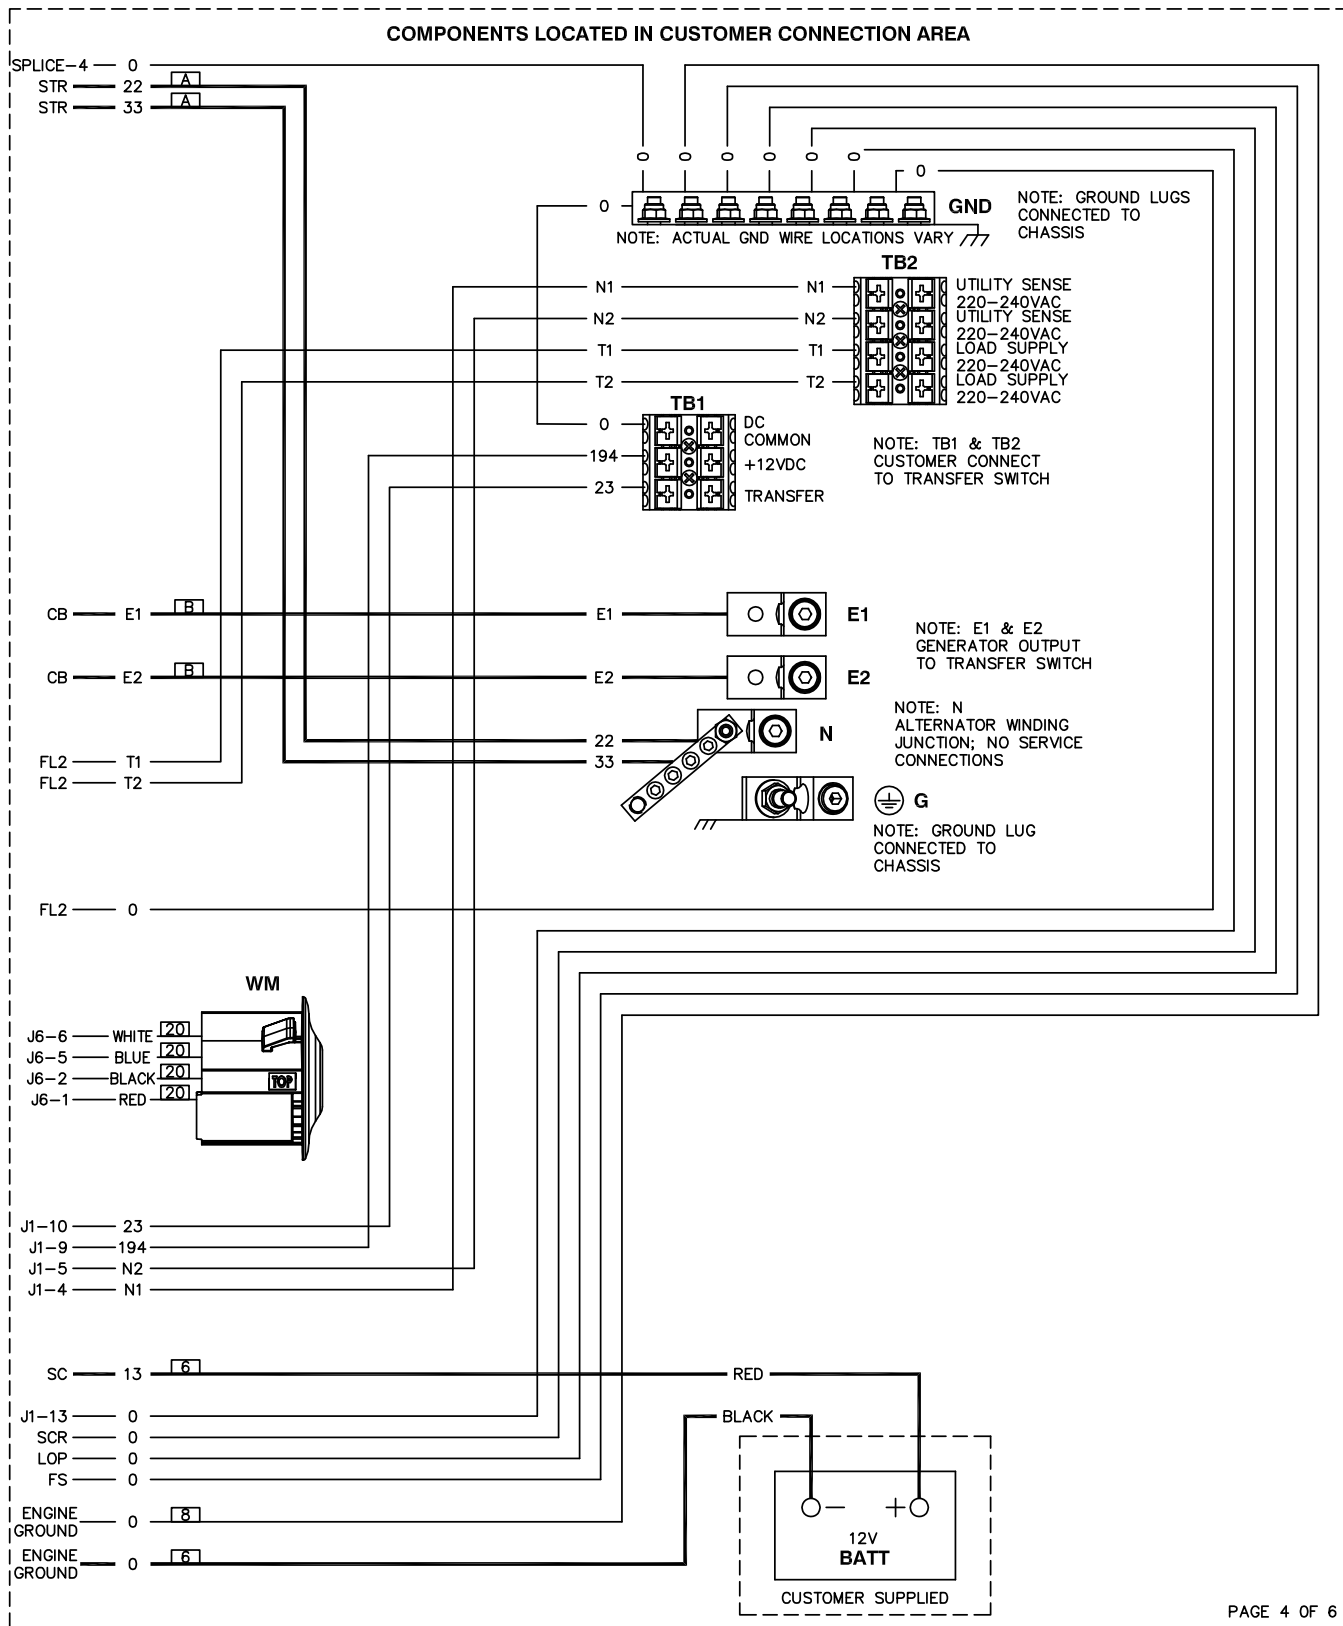 COMPONENTS LOCATED IN CUSTOMER CONNECTION AREA
SPLICE-4 0
STR 22 A
STR 33 A
0 0 0 0 0 0
0
0 GND
NOTE: GROUND LUGS
CONNECTED TO
CHASSIS
NOTE: ACTUAL GND WIRE LOCATIONS VARY
TB2
N1 N1 UTILITY SENSE
220-240VAC
N2 N2 UTILITY SENSE
220-240VAC
T1 T1 LOAD SUPPLY
220-240VAC
T2 T2 LOAD SUPPLY
220-240VAC
TB1
0 DC
COMMON
194 +12VDC
23 TRANSFER
NOTE: TB1 & TB2
CUSTOMER CONNECT
TO TRANSFER SWITCH
CB E1 B E1 E1
CB E2 B E2 E2
NOTE: E1 & E2
GENERATOR OUTPUT
TO TRANSFER SWITCH
22 N
33
NOTE: N
ALTERNATOR WINDING
JUNCTION; NO SERVICE
CONNECTIONS
FL2 T1
FL2 T2
G
NOTE: GROUND LUG
CONNECTED TO
CHASSIS
FL2 0
WM
J6-6 WHITE 20
J6-5 BLUE 20
J6-2 BLACK 20
J6-1 RED 20
TOP
J1-10 23
J1-9 194
J1-5 N2
J1-4 N1
SC 13 6 RED
J1-13 0 BLACK
SCR 0
LOP 0
FS 0
ENGINE
GROUND 0 8
ENGINE
GROUND 0 6
- +
12V
BATT
CUSTOMER SUPPLIED
PAGE 4 OF 6